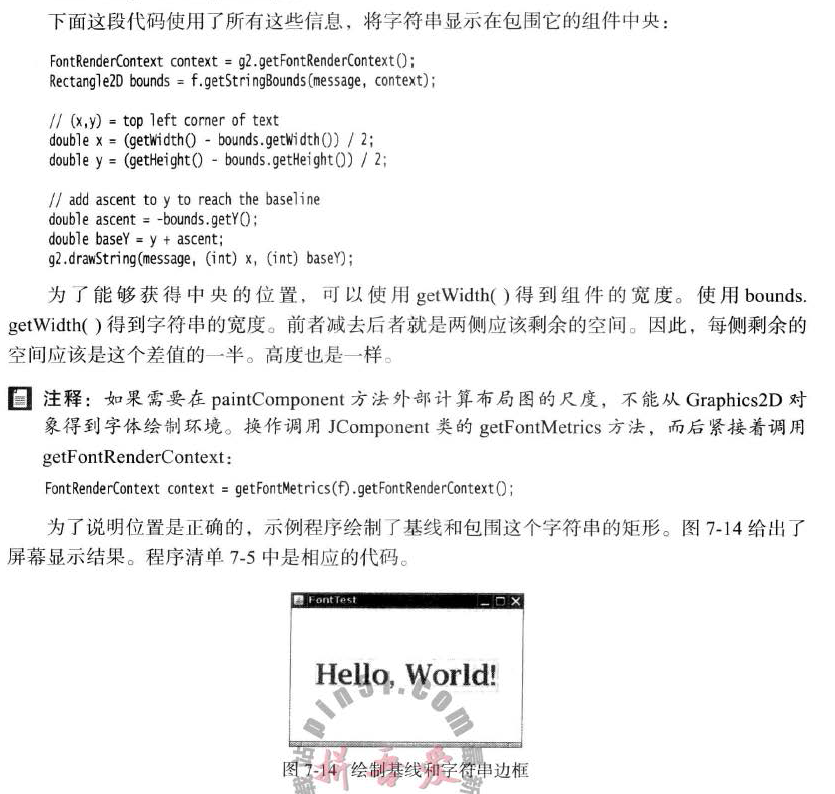 下面这段代码使用了所有这些信息，将字符串显示在包围它的组件中央：
FontRenderContext context = g2.getFontRenderContext();
Rectangle2D bounds = f.getStringBounds(message, context);
// (x,y) = top left corner of text
double x = (getWidth() - bounds.getWidth()) / 2;
double y = (getHeight() - bounds.getHeight()) / 2;
// add ascent to y to reach the baseline
double ascent = -bounds.getY();
double baseY = y + ascent;
g2.drawString(message, (int) x, (int) baseY);
为了能够获得中央的位置，可以使用 getWidth( ) 得到组件的宽度。使用 bounds.
getWidth( ) 得到字符串的宽度。前者减去后者就是两侧应该剩余的空间。因此，每侧剩余的
空间应该是这个差值的一半。高度也是一样。
注释：如果需要在 paintComponent 方法外部计算布局图的尺度，不能从 Graphics2D 对
象得到字体绘制环境。换作调用 JComponent 类的 getFontMetrics 方法，而后紧接着调用
getFontRenderContext：
FontRenderContext context = getFontMetrics(f).getFontRenderContext();
为了说明位置是正确的，示例程序绘制了基线和包围这个字符串的矩形。图 7-14 给出了
屏幕显示结果。程序清单 7-5 中是相应的代码。
FontTest
Hello, World!
pin5i.com
图 7-14 绘制基线和字符串边框